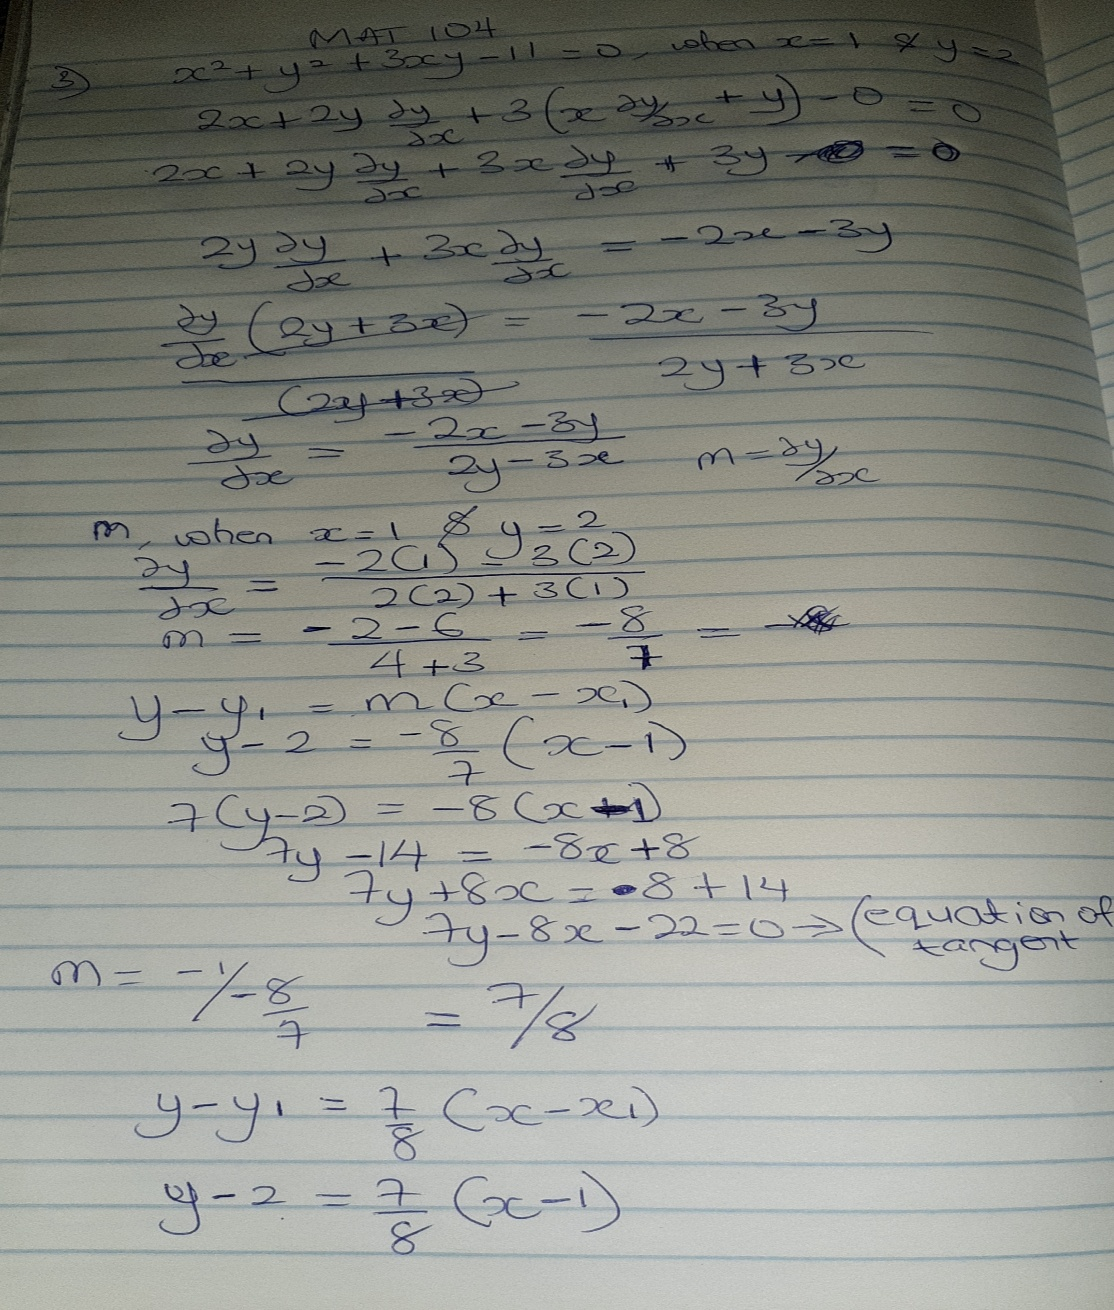 MAT 104
3) x² + y² + 3xy - 11 = 0, when x = 1 & y = 2
2x + 2y ∂y/∂x + 3(x ∂y/∂x + y) - 0 = 0
2x + 2y ∂y/∂x + 3x ∂y/∂x + 3y = 0
2y ∂y/∂x + 3x ∂y/∂x = -2x - 3y
∂y/∂x (2y + 3x) / (2y + 3x) = -2x - 3y / 2y + 3x
∂y/∂x = -2x - 3y / 2y - 3x m = ∂y/∂x
m, when x = 1 & y = 2
∂y/∂x = -2(1) - 3(2) / 2(2) + 3(1)
m = -2 - 6 / 4 + 3 = -8/7 =
y - y₁ = m(x - x₁)
y - 2 = -8/7 (x - 1)
7(y - 2) = -8(x - 1)
7y - 14 = -8x + 8
7y + 8x = 8 + 14
7y - 8x - 22 = 0 → (equation of tangent
m = -1/-8/7 = 7/8
y - y₁ = 7/8 (x - x₁)
y - 2 = 7/8 (x - 1)